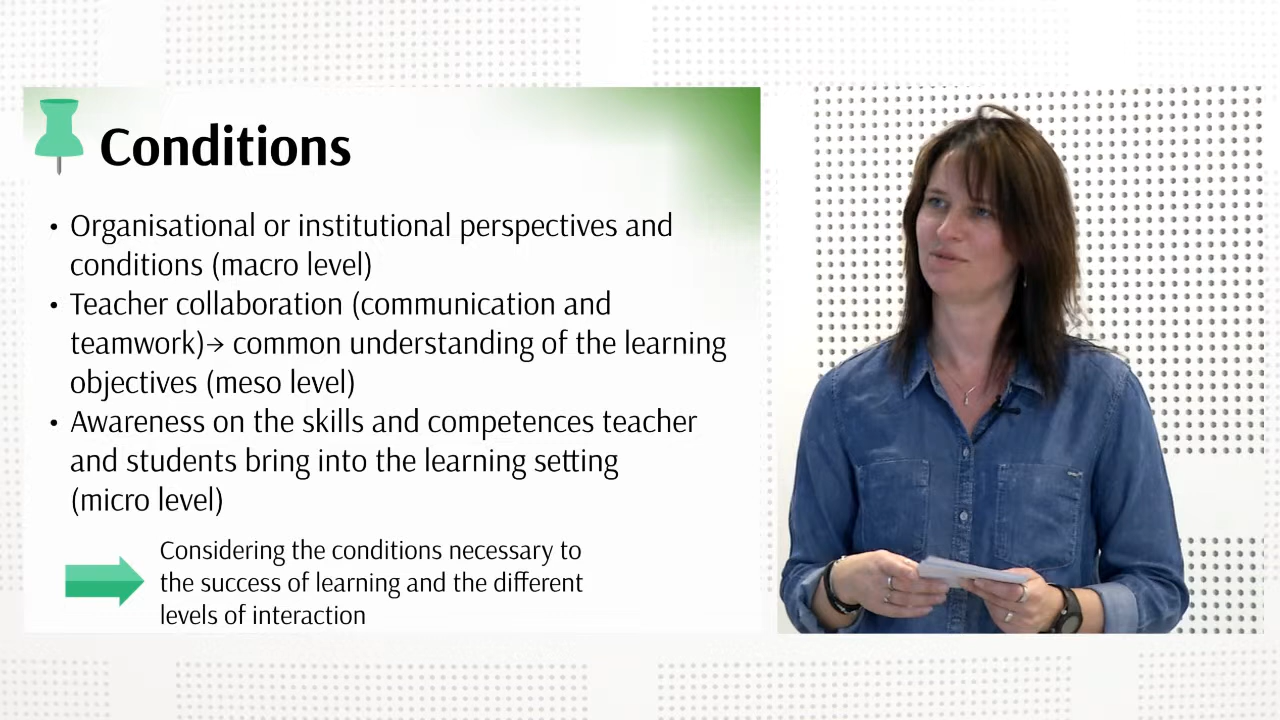 Conditions
• Organisational or institutional perspectives and
conditions (macro level)
• Teacher collaboration (communication and
teamwork)→ common understanding of the learning
objectives (meso level)
• Awareness on the skills and competences teacher
and students bring into the learning setting
(micro level)
Considering the conditions necessary to
the success of learning and the different
levels of interaction